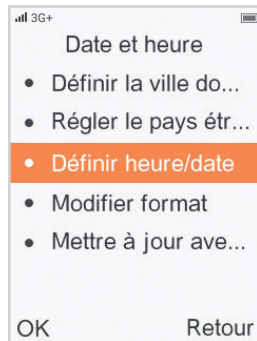 3G+
Date et heure
Définir la ville do...
Régler le pays étr...
Définir heure/date
Modifier format
Mettre à jour ave...
OK Retour